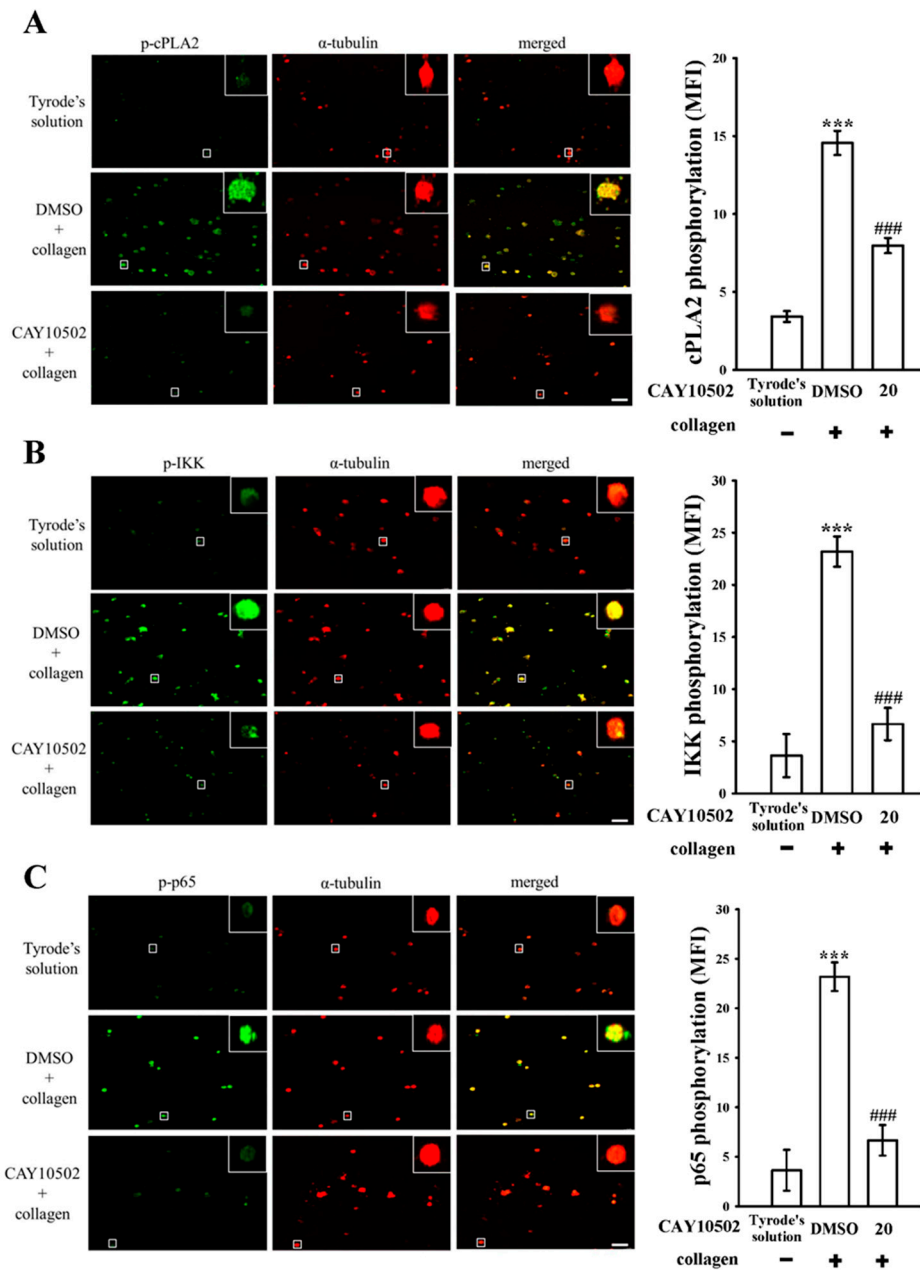 A
p-cPLA2 α-tubulin merged
Tyrode's
solution
DMSO
+
collagen
CAY10502
+
collagen
cPLA2 phosphorylation (MFI)
20
15
10
5
0
***
###
CAY10502 Tyrode's solution DMSO 20
collagen − + +
B
p-IKK α-tubulin merged
Tyrode's
solution
DMSO
+
collagen
CAY10502
+
collagen
IKK phosphorylation (MFI)
30
25
20
15
10
5
0
***
###
CAY10502 Tyrode's solution DMSO 20
collagen − + +
C
p-p65 α-tubulin merged
Tyrode's
solution
DMSO
+
collagen
CAY10502
+
collagen
p65 phosphorylation (MFI)
30
25
20
15
10
5
0
***
###
CAY10502 Tyrode's solution DMSO 20
collagen − + +